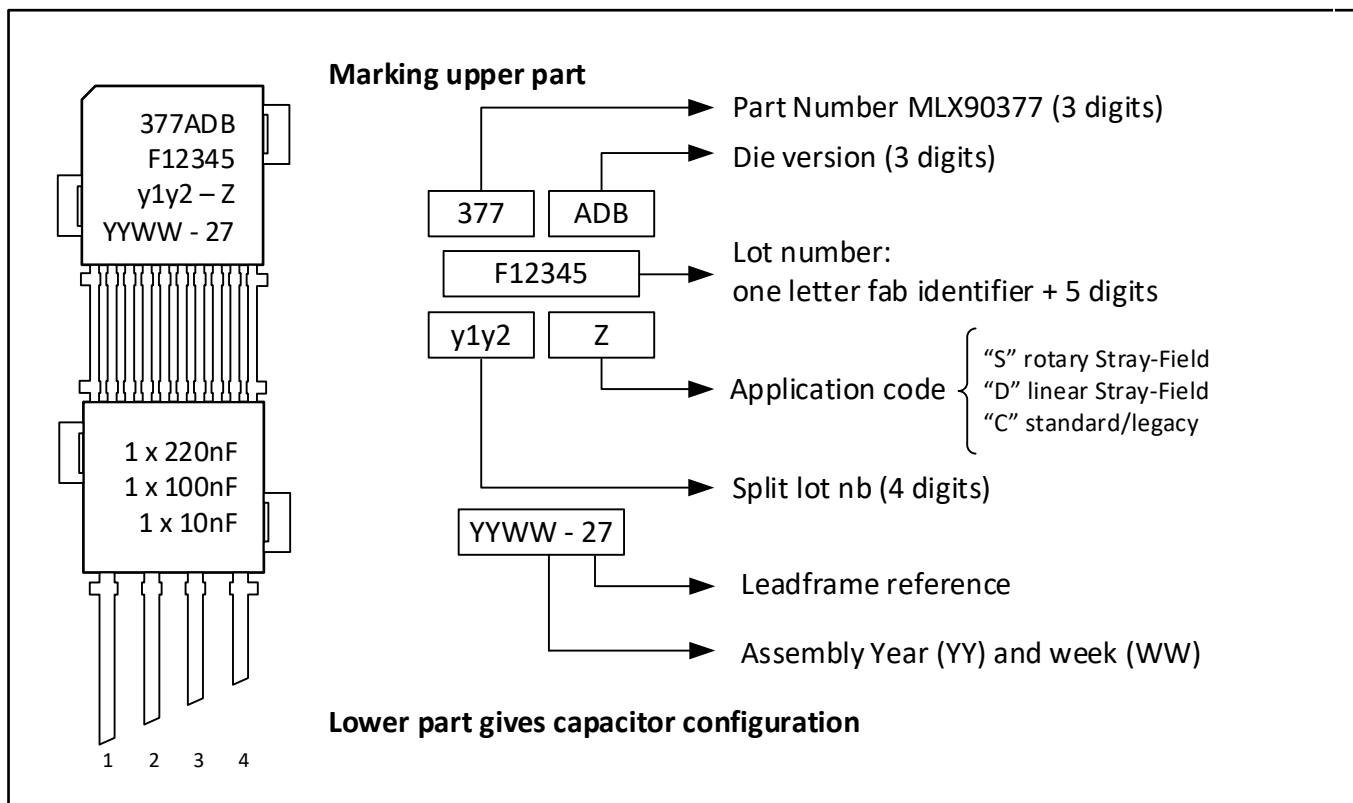 Marking upper part
377ADB
F12345
y1y2 – Z
YYWW - 27
1 x 220nF
1 x 100nF
1 x 10nF
1 2 3 4
Part Number MLX90377 (3 digits)
Die version (3 digits)
377 ADB
F12345
Lot number:
one letter fab identifier + 5 digits
y1y2 Z
Application code
“S” rotary Stray-Field
“D” linear Stray-Field
“C” standard/legacy
Split lot nb (4 digits)
YYWW - 27
Leadframe reference
Assembly Year (YY) and week (WW)
Lower part gives capacitor configuration